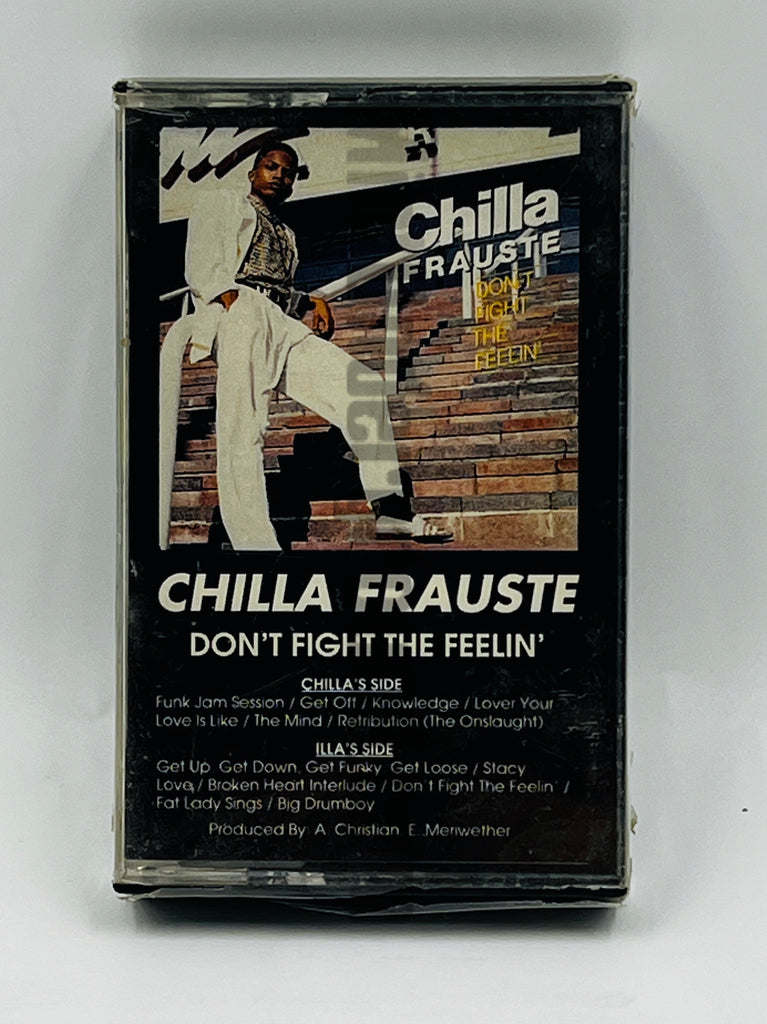 Chilla
FRAUSTE
DON'T
FIGHT
THE
FEELIN'
CHILLA FRAUSTE
DON'T FIGHT THE FEELIN'
CHILLA'S SIDE
Funk Jam Session / Get Off / Knowledge / Lover Your
Love Is Like / The Mind / Retribution (The Onslaught)
ILLA'S SIDE
Get Up, Get Down, Get Funky, Get Loose / Stacy
Love / Broken Heart Interlude / Don't Fight The Feelin' /
Fat Lady Sings / Big Drumboy
Produced By: A. Christian E. Meriwether